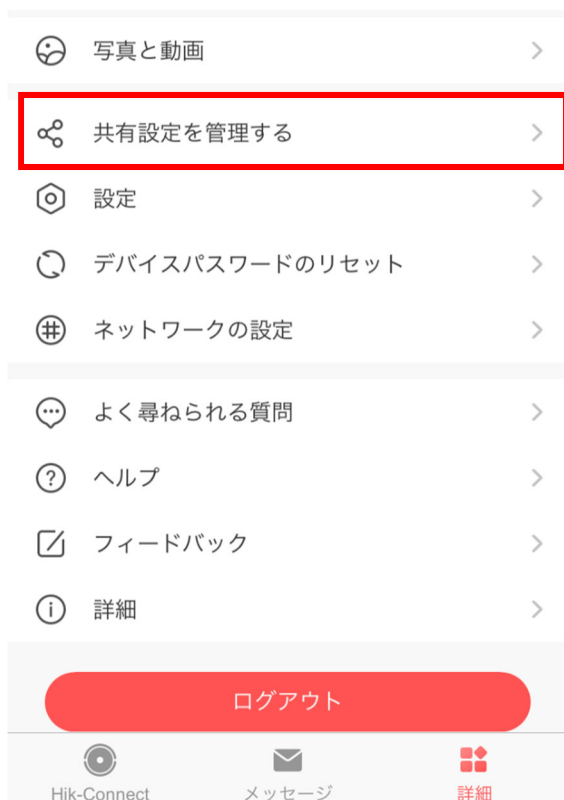 写真と動画
共有設定を管理する
設定
デバイスパスワードのリセット
ネットワークの設定
よく尋ねられる質問
ヘルプ
フィードバック
詳細
ログアウト
Hik-Connect メッセージ 詳細